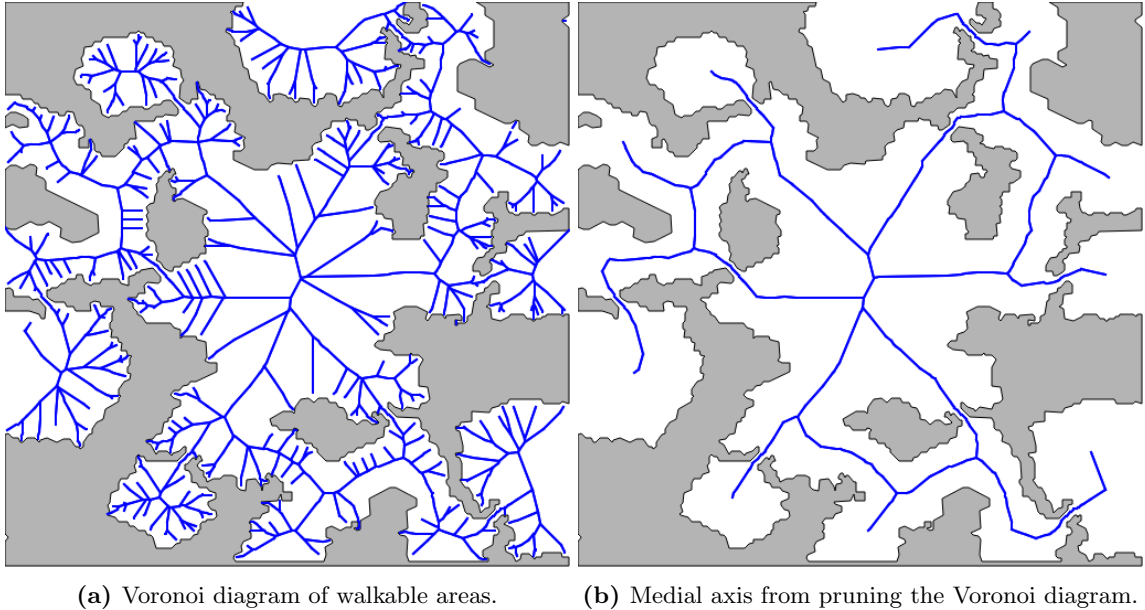 (a) Voronoi diagram of walkable areas.
(b) Medial axis from pruning the Voronoi diagram.